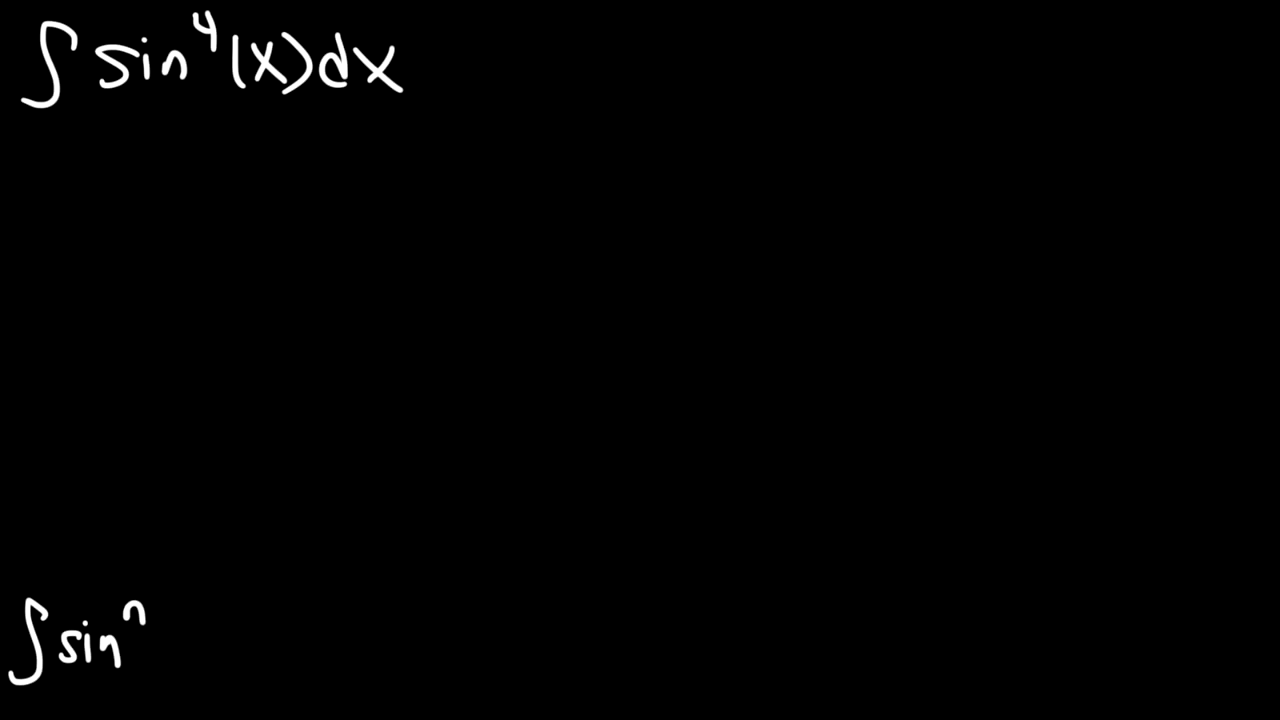 ∫ sin⁴(x)dx
∫ sinⁿ